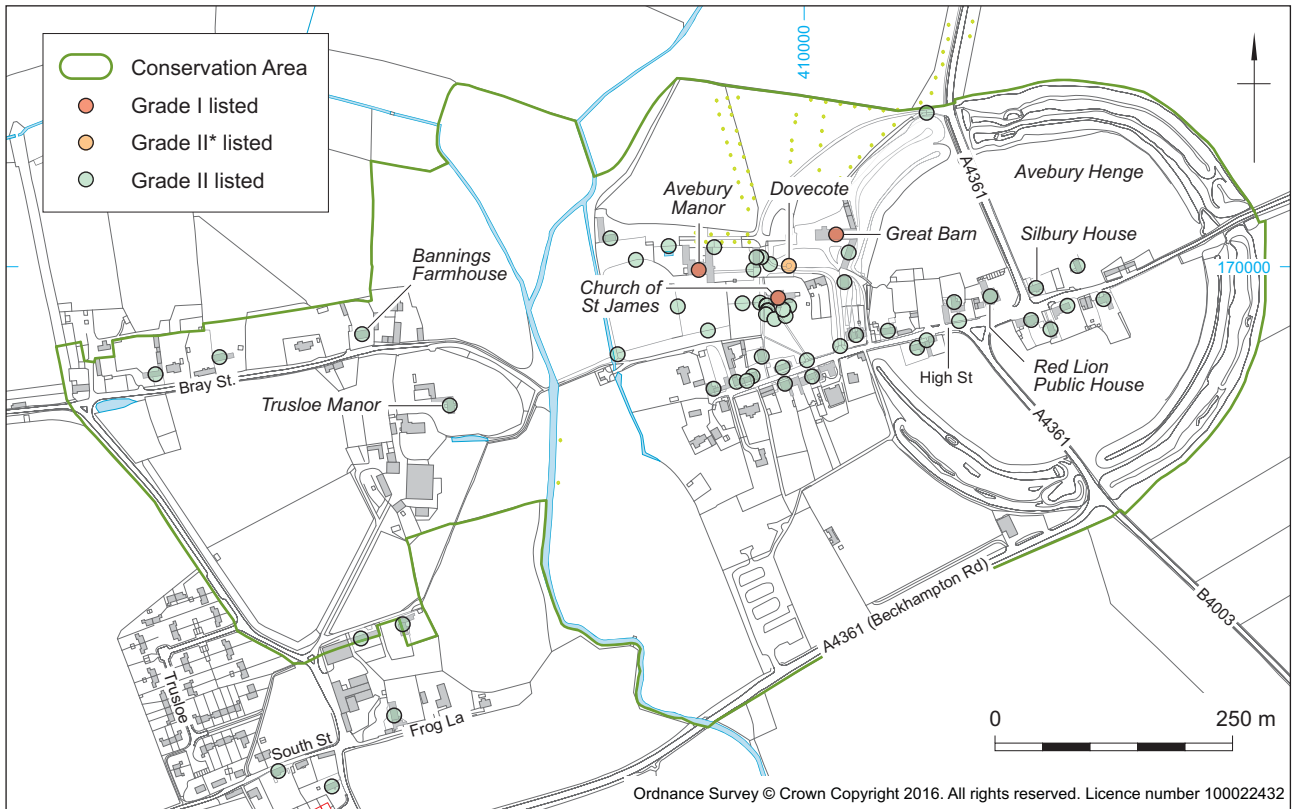 Conservation Area
Grade I listed
Grade II* listed
Grade II listed
410000
A4361
Avebury Henge
Avebury
Manor
Dovecote
Great Barn
Silbury House
170000
Bannings
Farmhouse
Church of
St James
Bray St.
High St
Red Lion
Public House
Trusloe Manor
A4361
B4003
A4361 (Beckhampton Rd)
Trusloe
Frog La
South St
0
250 m
Ordnance Survey © Crown Copyright 2016. All rights reserved. Licence number 100022432